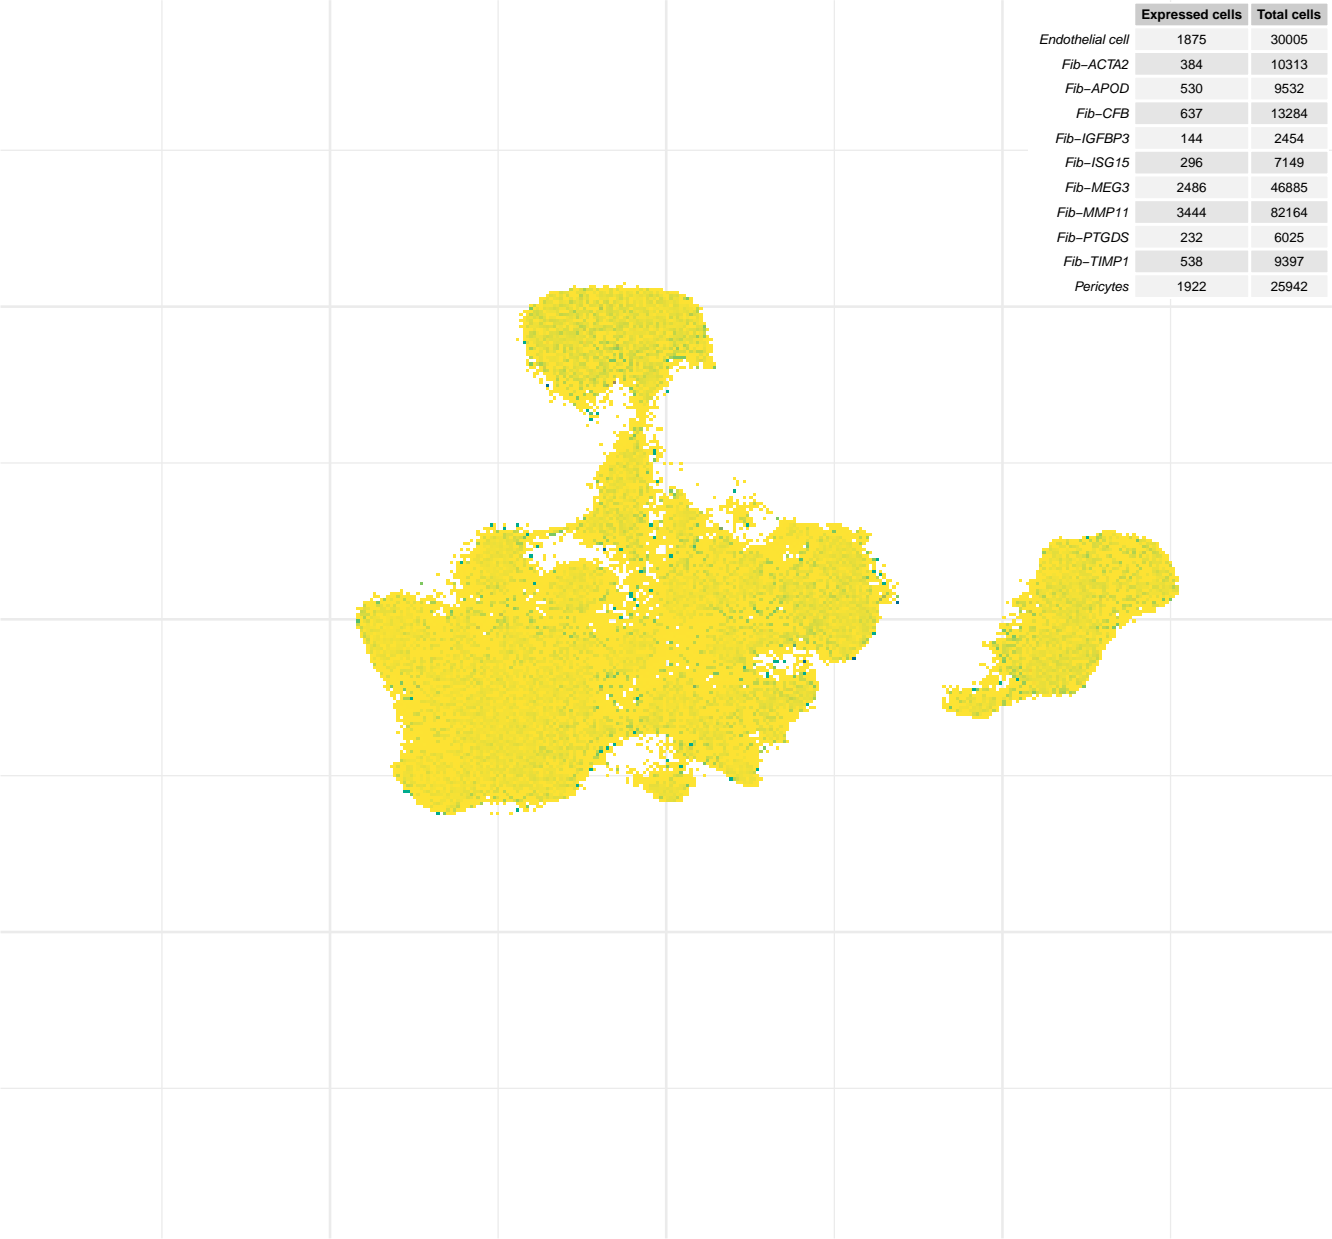 Expressed cells Total cells
Endothelial cell 1875 30005
Fib−ACTA2 384 10313
Fib−APOD 530 9532
Fib−CFB 637 13284
Fib−IGFBP3 144 2454
Fib−ISG15 296 7149
Fib−MEG3 2486 46885
Fib−MMP11 3444 82164
Fib−PTGDS 232 6025
Fib−TIMP1 538 9397
Pericytes 1922 25942